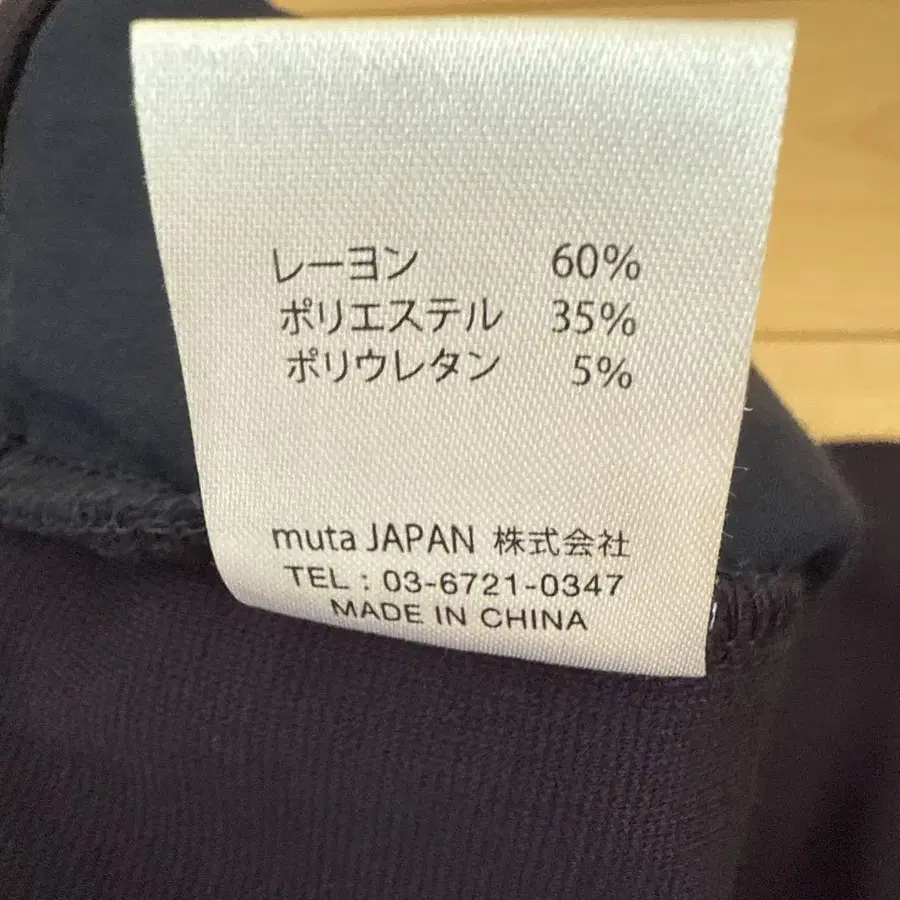 レーヨン 60%
ポリエステル 35%
ポリウレタン 5%
muta JAPAN 株式会社
TEL : 03-6721-0347
MADE IN CHINA